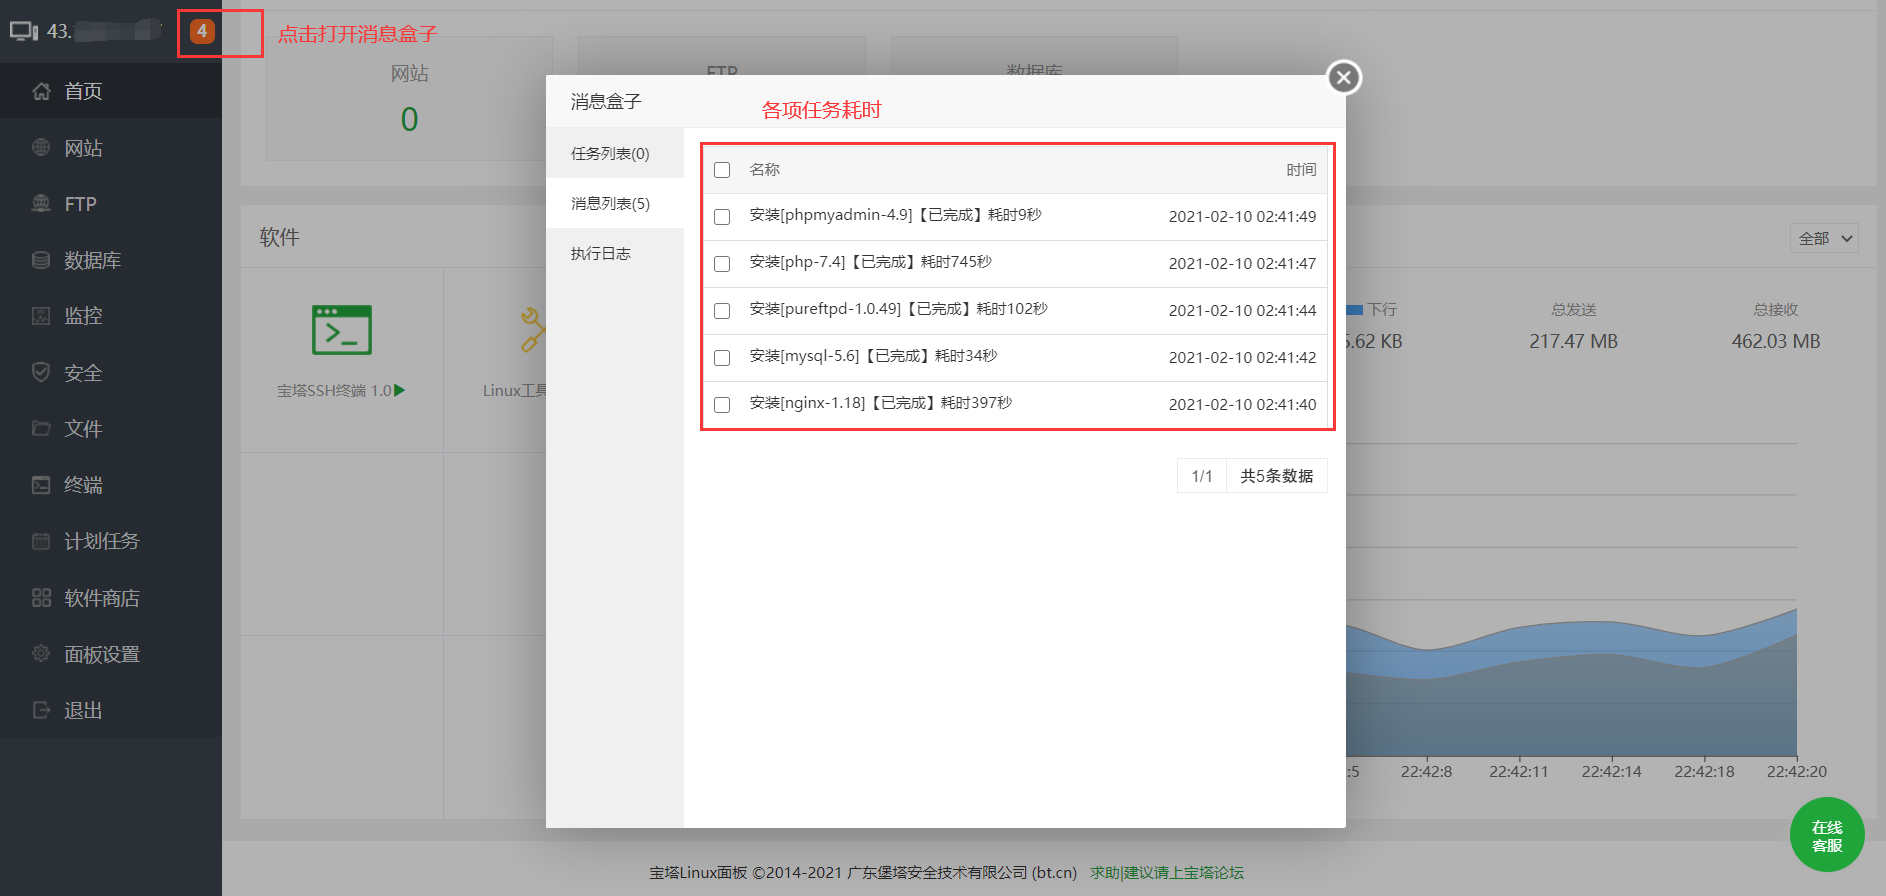 43.
4
点击打开消息盒子
首页
网站
FTP
数据库
监控
安全
文件
终端
计划任务
软件商店
面板设置
退出
网站
FTP
数据库
0
软件
全部
宝塔SSH终端 1.0
Linux工具
消息盒子
各项任务耗时
任务列表(0)
消息列表(5)
执行日志
名称 时间
安装[phpmyadmin-4.9]【已完成】耗时9秒 2021-02-10 02:41:49
安装[php-7.4]【已完成】耗时745秒 2021-02-10 02:41:47
安装[pureftpd-1.0.49]【已完成】耗时102秒 2021-02-10 02:41:44
安装[mysql-5.6]【已完成】耗时34秒 2021-02-10 02:41:42
安装[nginx-1.18]【已完成】耗时397秒 2021-02-10 02:41:40
1/1 共5条数据
下行 总发送 总接收
5.62 KB 217.47 MB 462.03 MB
:5 22:42:8 22:42:11 22:42:14 22:42:18 22:42:20
在线
客服
宝塔Linux面板 ©2014-2021 广东堡塔安全技术有限公司 (bt.cn) 求助|建议请上宝塔论坛